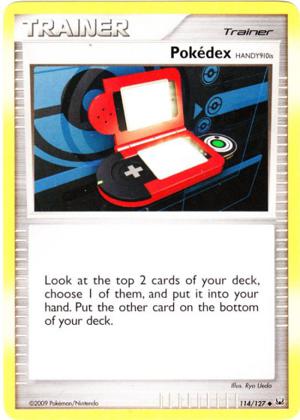 TRAINER
Trainer
Pokédex HANDY910is
Look at the top 2 cards of your deck,
choose 1 of them, and put it into your
hand. Put the other card on the bottom
of your deck.
Illus. Ryo Ueda
©2009 Pokémon/Nintendo
114/127